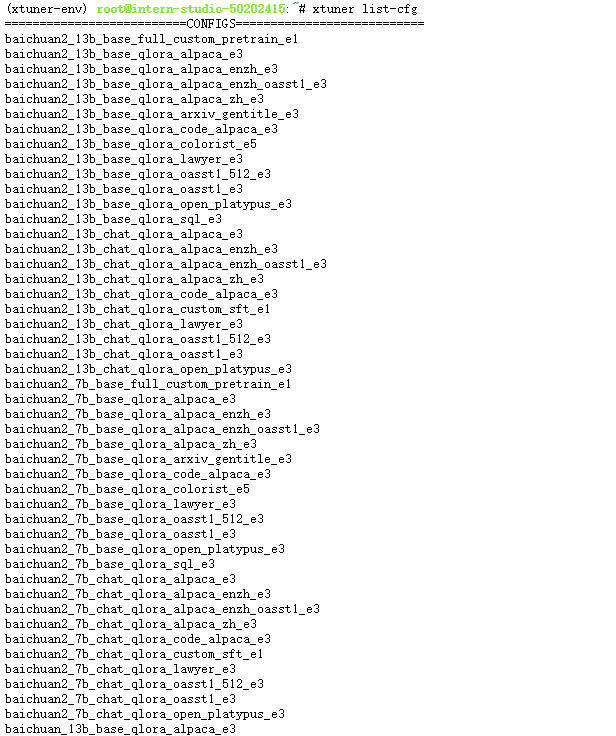 (xtuner-env) root@intern-studio-50202415:~# xtuner list-cfg
==========================CONFIGS===========================
baichuan2_13b_base_full_custom_pretrain_e1
baichuan2_13b_base_qlora_alpaca_e3
baichuan2_13b_base_qlora_alpaca_enzh_e3
baichuan2_13b_base_qlora_alpaca_enzh_oasst1_e3
baichuan2_13b_base_qlora_alpaca_zh_e3
baichuan2_13b_base_qlora_arxiv_gentitle_e3
baichuan2_13b_base_qlora_code_alpaca_e3
baichuan2_13b_base_qlora_colorist_e5
baichuan2_13b_base_qlora_lawyer_e3
baichuan2_13b_base_qlora_oasst1_512_e3
baichuan2_13b_base_qlora_oasst1_e3
baichuan2_13b_base_qlora_open_platypus_e3
baichuan2_13b_base_qlora_sql_e3
baichuan2_13b_chat_qlora_alpaca_e3
baichuan2_13b_chat_qlora_alpaca_enzh_e3
baichuan2_13b_chat_qlora_alpaca_enzh_oasst1_e3
baichuan2_13b_chat_qlora_alpaca_zh_e3
baichuan2_13b_chat_qlora_code_alpaca_e3
baichuan2_13b_chat_qlora_custom_sft_e1
baichuan2_13b_chat_qlora_lawyer_e3
baichuan2_13b_chat_qlora_oasst1_512_e3
baichuan2_13b_chat_qlora_oasst1_e3
baichuan2_13b_chat_qlora_open_platypus_e3
baichuan2_7b_base_full_custom_pretrain_e1
baichuan2_7b_base_qlora_alpaca_e3
baichuan2_7b_base_qlora_alpaca_enzh_e3
baichuan2_7b_base_qlora_alpaca_enzh_oasst1_e3
baichuan2_7b_base_qlora_alpaca_zh_e3
baichuan2_7b_base_qlora_arxiv_gentitle_e3
baichuan2_7b_base_qlora_code_alpaca_e3
baichuan2_7b_base_qlora_colorist_e5
baichuan2_7b_base_qlora_lawyer_e3
baichuan2_7b_base_qlora_oasst1_512_e3
baichuan2_7b_base_qlora_oasst1_e3
baichuan2_7b_base_qlora_open_platypus_e3
baichuan2_7b_base_qlora_sql_e3
baichuan2_7b_chat_qlora_alpaca_e3
baichuan2_7b_chat_qlora_alpaca_enzh_e3
baichuan2_7b_chat_qlora_alpaca_enzh_oasst1_e3
baichuan2_7b_chat_qlora_alpaca_zh_e3
baichuan2_7b_chat_qlora_code_alpaca_e3
baichuan2_7b_chat_qlora_custom_sft_e1
baichuan2_7b_chat_qlora_lawyer_e3
baichuan2_7b_chat_qlora_oasst1_512_e3
baichuan2_7b_chat_qlora_oasst1_e3
baichuan2_7b_chat_qlora_open_platypus_e3
baichuan_13b_base_qlora_alpaca_e3